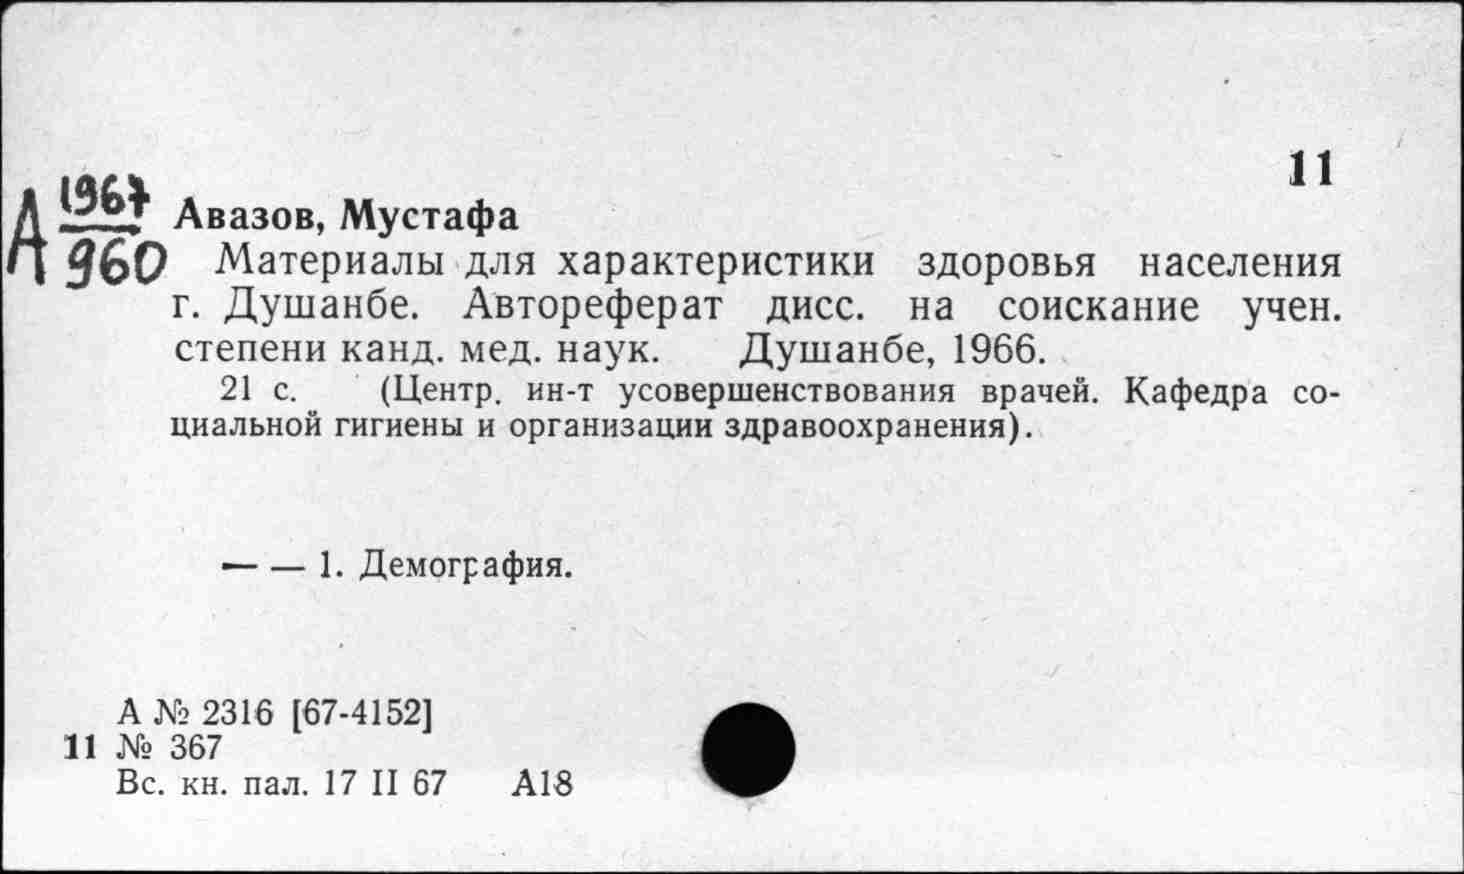 11
А 1967
960
Авазов, Мустафа
Материалы для характеристики здоровья населения
г. Душанбе. Автореферат дисс. на соискание учен.
степени канд. мед. наук. Душанбе, 1966.
21 с. (Центр. ин-т усовершенствования врачей. Кафедра со-
циальной гигиены и организации здравоохранения).
— — 1. Демография.
А № 2316 [67-4152]
11 № 367
Вс. кн. пал. 17 II 67 А18